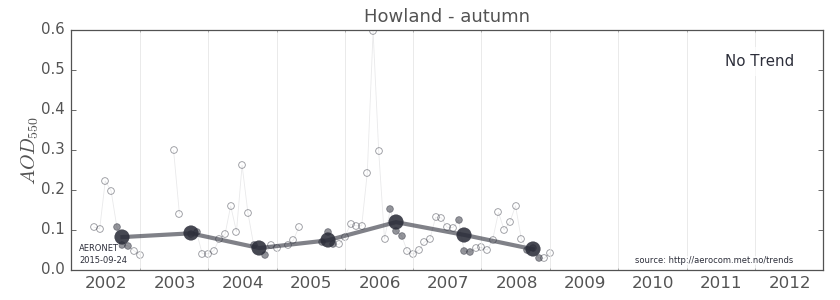 Howland - autumn
0.6
0.5
0.4
0.3
0.2
0.1
0.0
AOD550
No Trend
AERONET
2015-09-24
source: http://aerocom.met.no/trends
2002 2003 2004 2005 2006 2007 2008 2009 2010 2011 2012